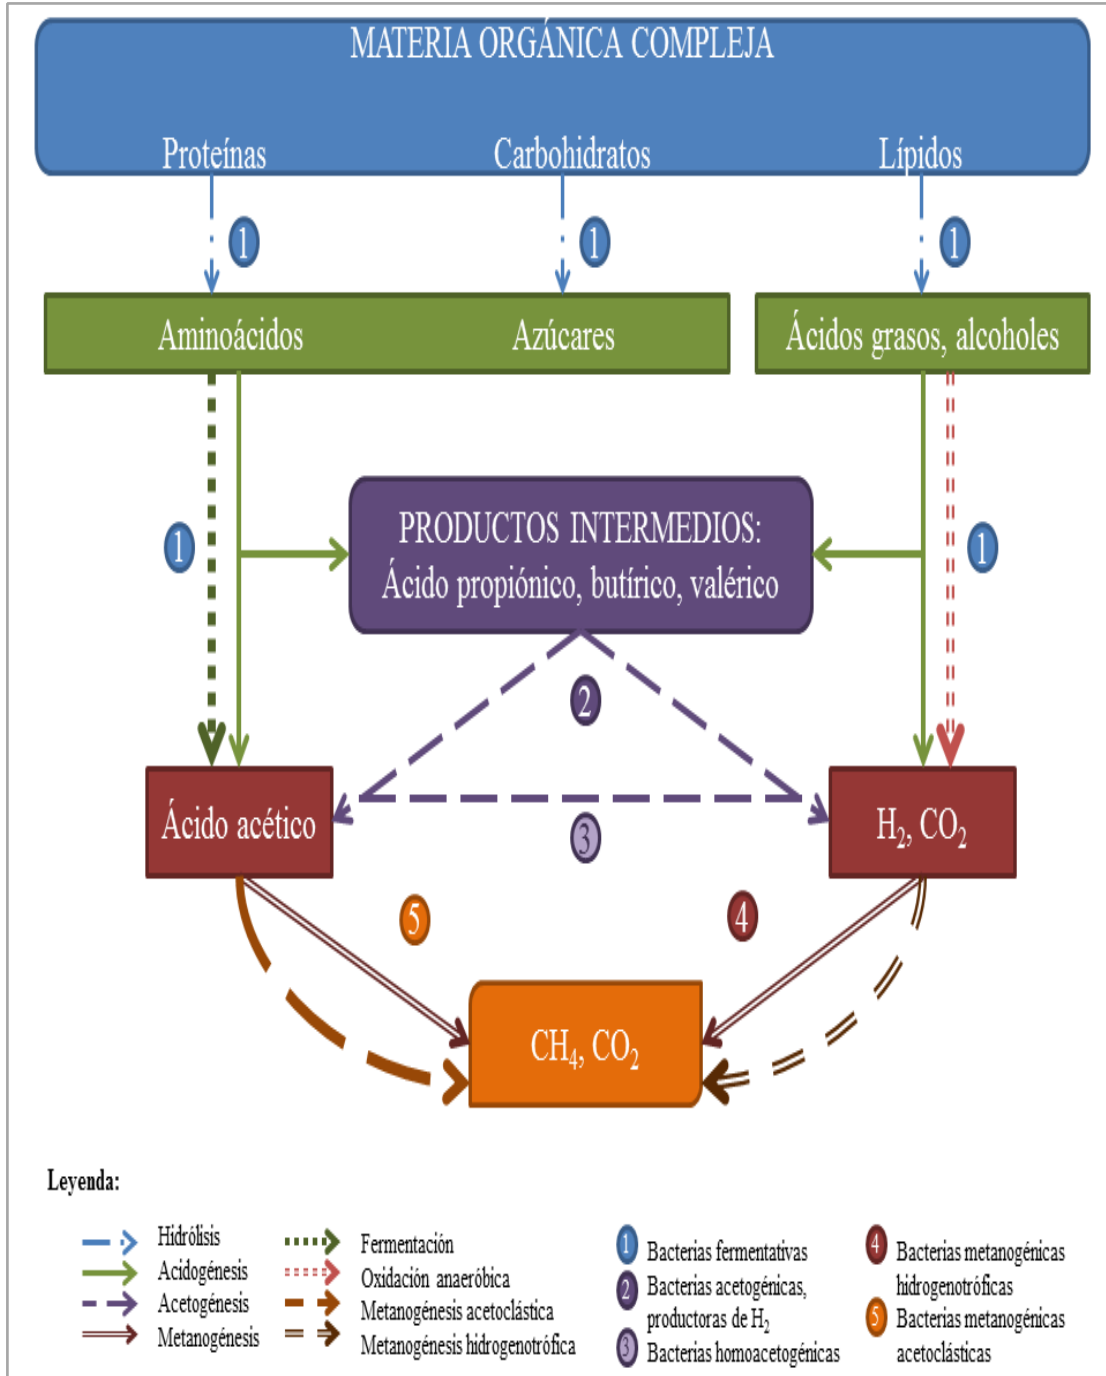 MATERIA ORGÁNICA COMPLEJA
Proteínas
Carbohidratos
Lípidos
1
1
1
Aminoácidos
Azúcares
Ácidos grasos, alcoholes
PRODUCTOS INTERMEDIOS:
Ácido propiónico, butírico, valérico
1
1
2
Ácido acético
H₂, CO₂
3
5
4
CH₄, CO₂
Leyenda:
Hidrólisis
Acidogénesis
Acetogénesis
Metanogénesis
Fermentación
Oxidación anaeróbica
Metanogénesis acetoclástica
Metanogénesis hidrogenotrófica
1 Bacterias fermentativas
2 Bacterias acetogénicas,
productoras de H₂
3 Bacterias homoacetogénicas
4 Bacterias metanogénicas
hidrogenotróficas
5 Bacterias metanogénicas
acetoclásticas